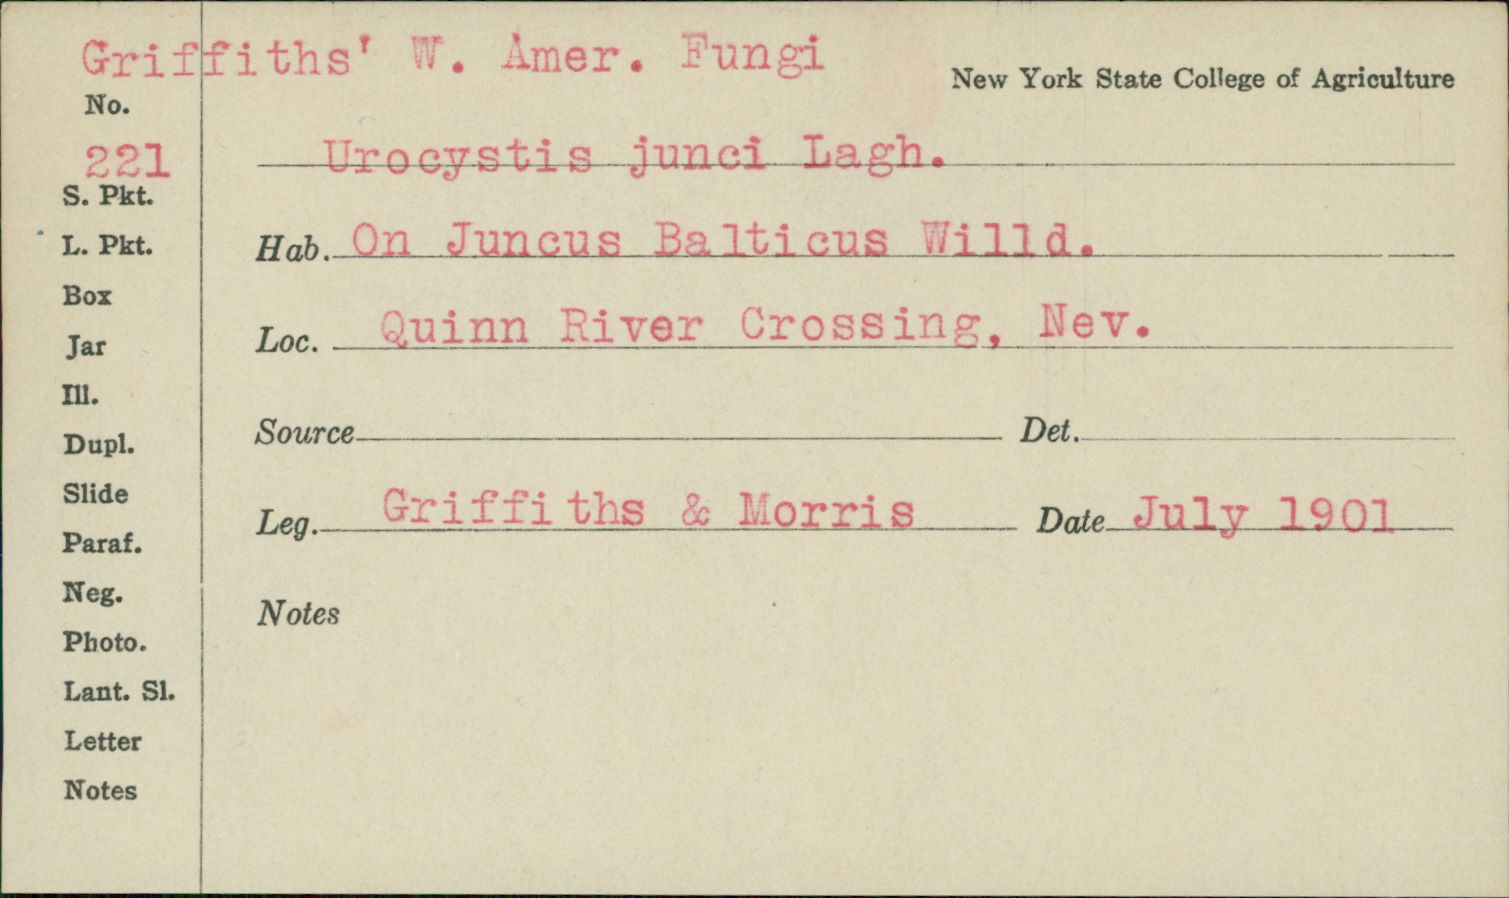 Griffiths' W. Amer. Fungi
New York State College of Agriculture
No.
221
Urocystis junci Lagh.
S. Pkt.
L. Pkt.
Hab. On Juncus Balticus Willd.
Box
Loc. Quinn River Crossing, Nev.
Jar
Ill.
Source Det.
Dupl.
Slide
Leg. Griffiths & Morris Date July 1901
Paraf.
Neg.
Notes
Photo.
Lant. Sl.
Letter
Notes